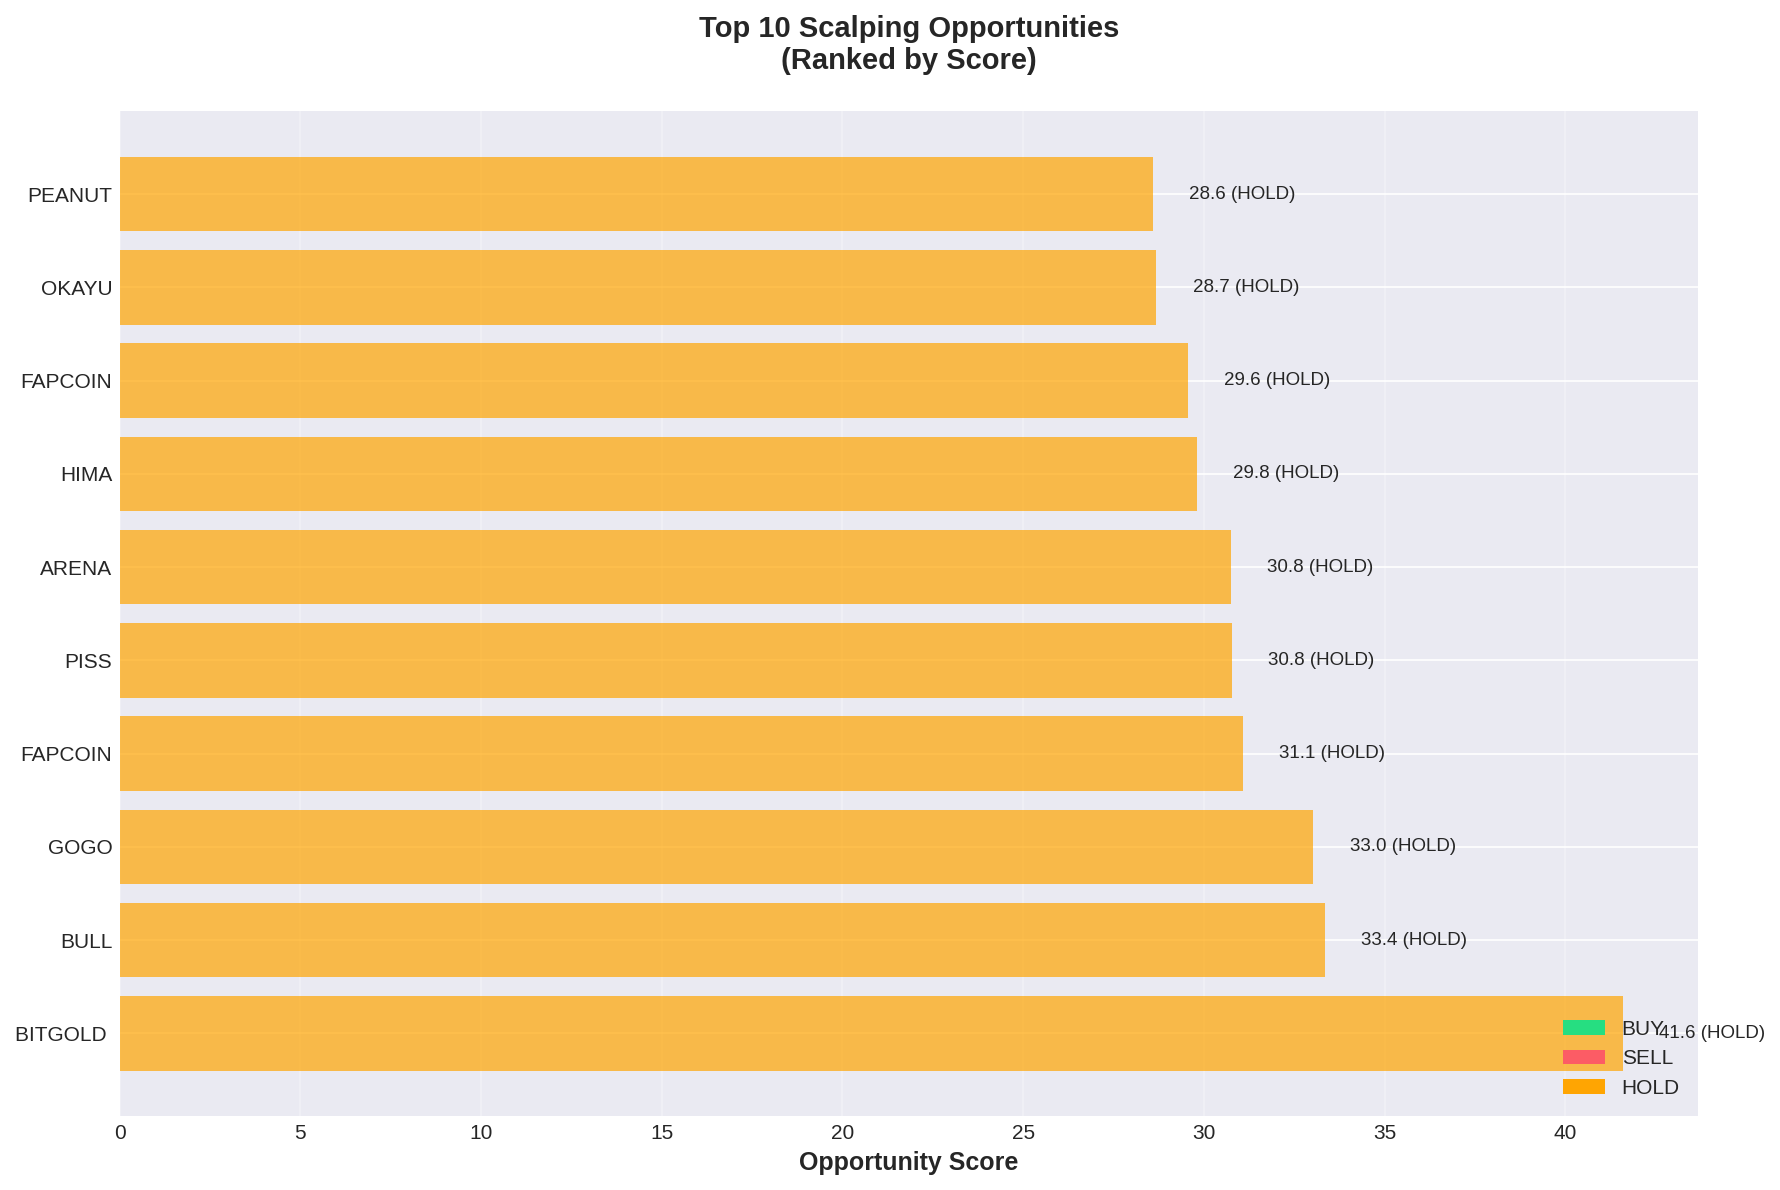 Top 10 Scalping Opportunities
(Ranked by Score)
PEANUT 28.6 (HOLD)
OKAYU 28.7 (HOLD)
FAPCOIN 29.6 (HOLD)
HIMA 29.8 (HOLD)
ARENA 30.8 (HOLD)
PISS 30.8 (HOLD)
FAPCOIN 31.1 (HOLD)
GOGO 33.0 (HOLD)
BULL 33.4 (HOLD)
BITGOLD 41.6 (HOLD)
BUY
SELL
HOLD
0 5 10 15 20 25 30 35 40
Opportunity Score